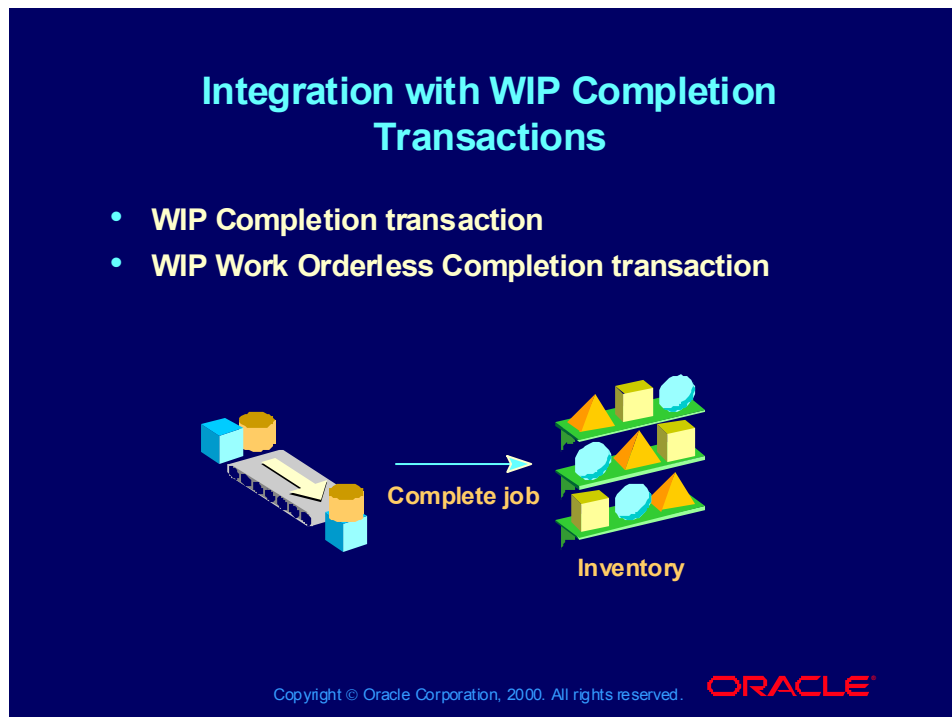 Integration with WIP Completion
Transactions
• WIP Completion transaction
• WIP Work Orderless Completion transaction
Complete job
Inventory
Copyright © Oracle Corporation, 2000. All rights reserved.
ORACLE®